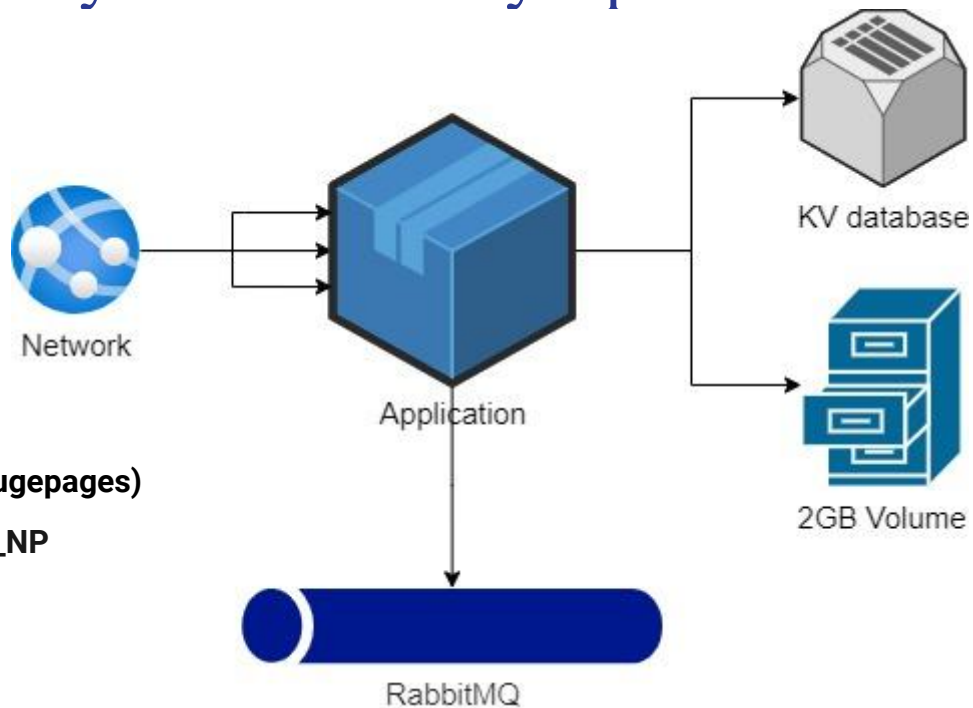 KV database
Network
Application
ugepages)
_NP
2GB Volume
RabbitMQ